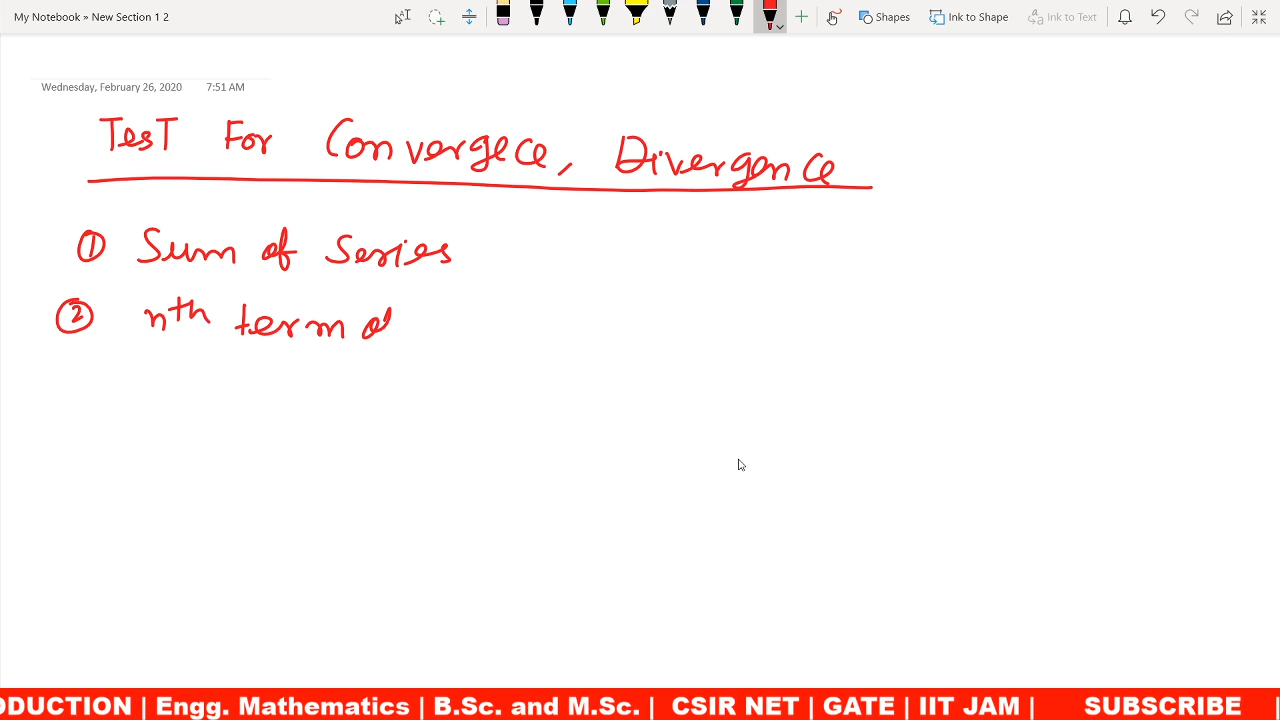 My Notebook » New Section 1 2
Shapes
Ink to Shape
Ink to Text
Wednesday, February 26, 2020 7:51 AM
TesT For Convergece, Divergence
① Sum of Series
② nth term o
ODUCTION | Engg. Mathematics | B.Sc. and M.Sc. | CSIR NET | GATE | IIT JAM | SUBSCRIBE